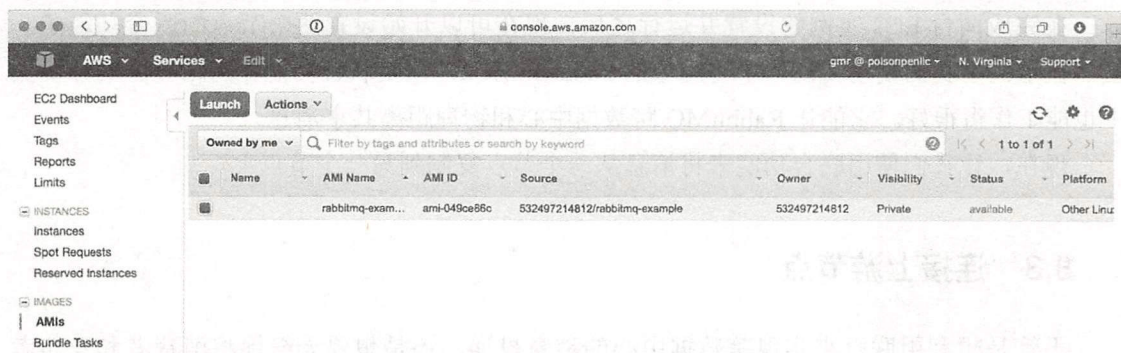 console.aws.amazon.com
AWS Services Edit gmr @ poisonpenllc N. Virginia Support
EC2 Dashboard
Events
Tags
Reports
Limits
INSTANCES
Instances
Spot Requests
Reserved Instances
IMAGES
AMIs
Bundle Tasks
Launch Actions
Owned by me Filter by tags and attributes or search by keyword 1 to 1 of 1
Name AMI Name AMI ID Source Owner Visibility Status Platform
rabbitmq-exam... ami-049ce66c 532497214812/rabbitmq-example 532497214812 Private available Other Linux